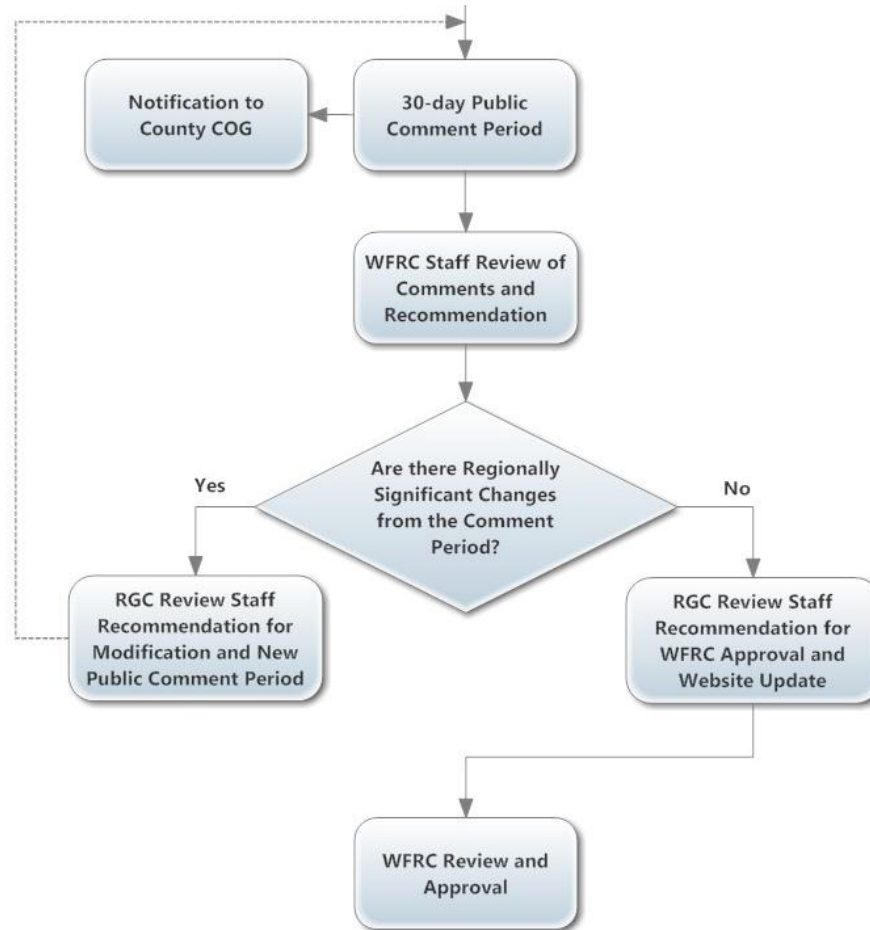 Notification to
County COG
30-day Public
Comment Period
WFRC Staff Review of
Comments and
Recommendation
Are there Regionally
Significant Changes
from the Comment
Period?
Yes
No
RGC Review Staff
Recommendation for
Modification and New
Public Comment Period
RGC Review Staff
Recommendation for
WFRC Approval and
Website Update
WFRC Review and
Approval